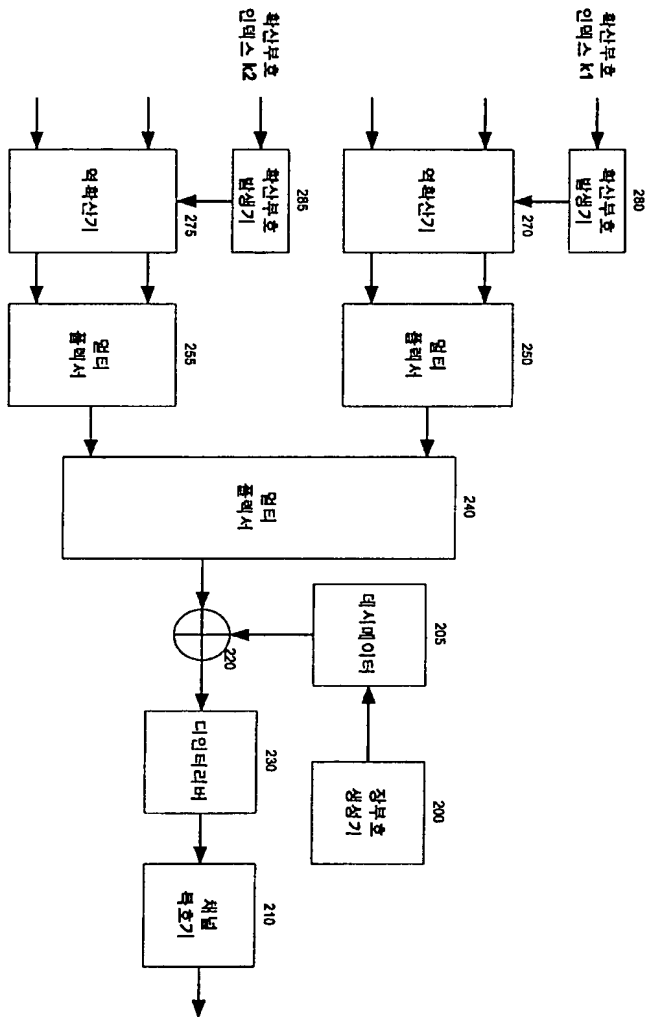 확산부호
인덱스 k1
280
확산부호
발생기
270
역확산기
250
멀티
플렉서
확산부호
인덱스 k2
285
확산부호
발생기
275
역확산기
255
멀티
플렉서
240
멀티
플렉서
205
데시메이터
200
장부호
생성기
220
230
디인터리버
210
채널
복호기